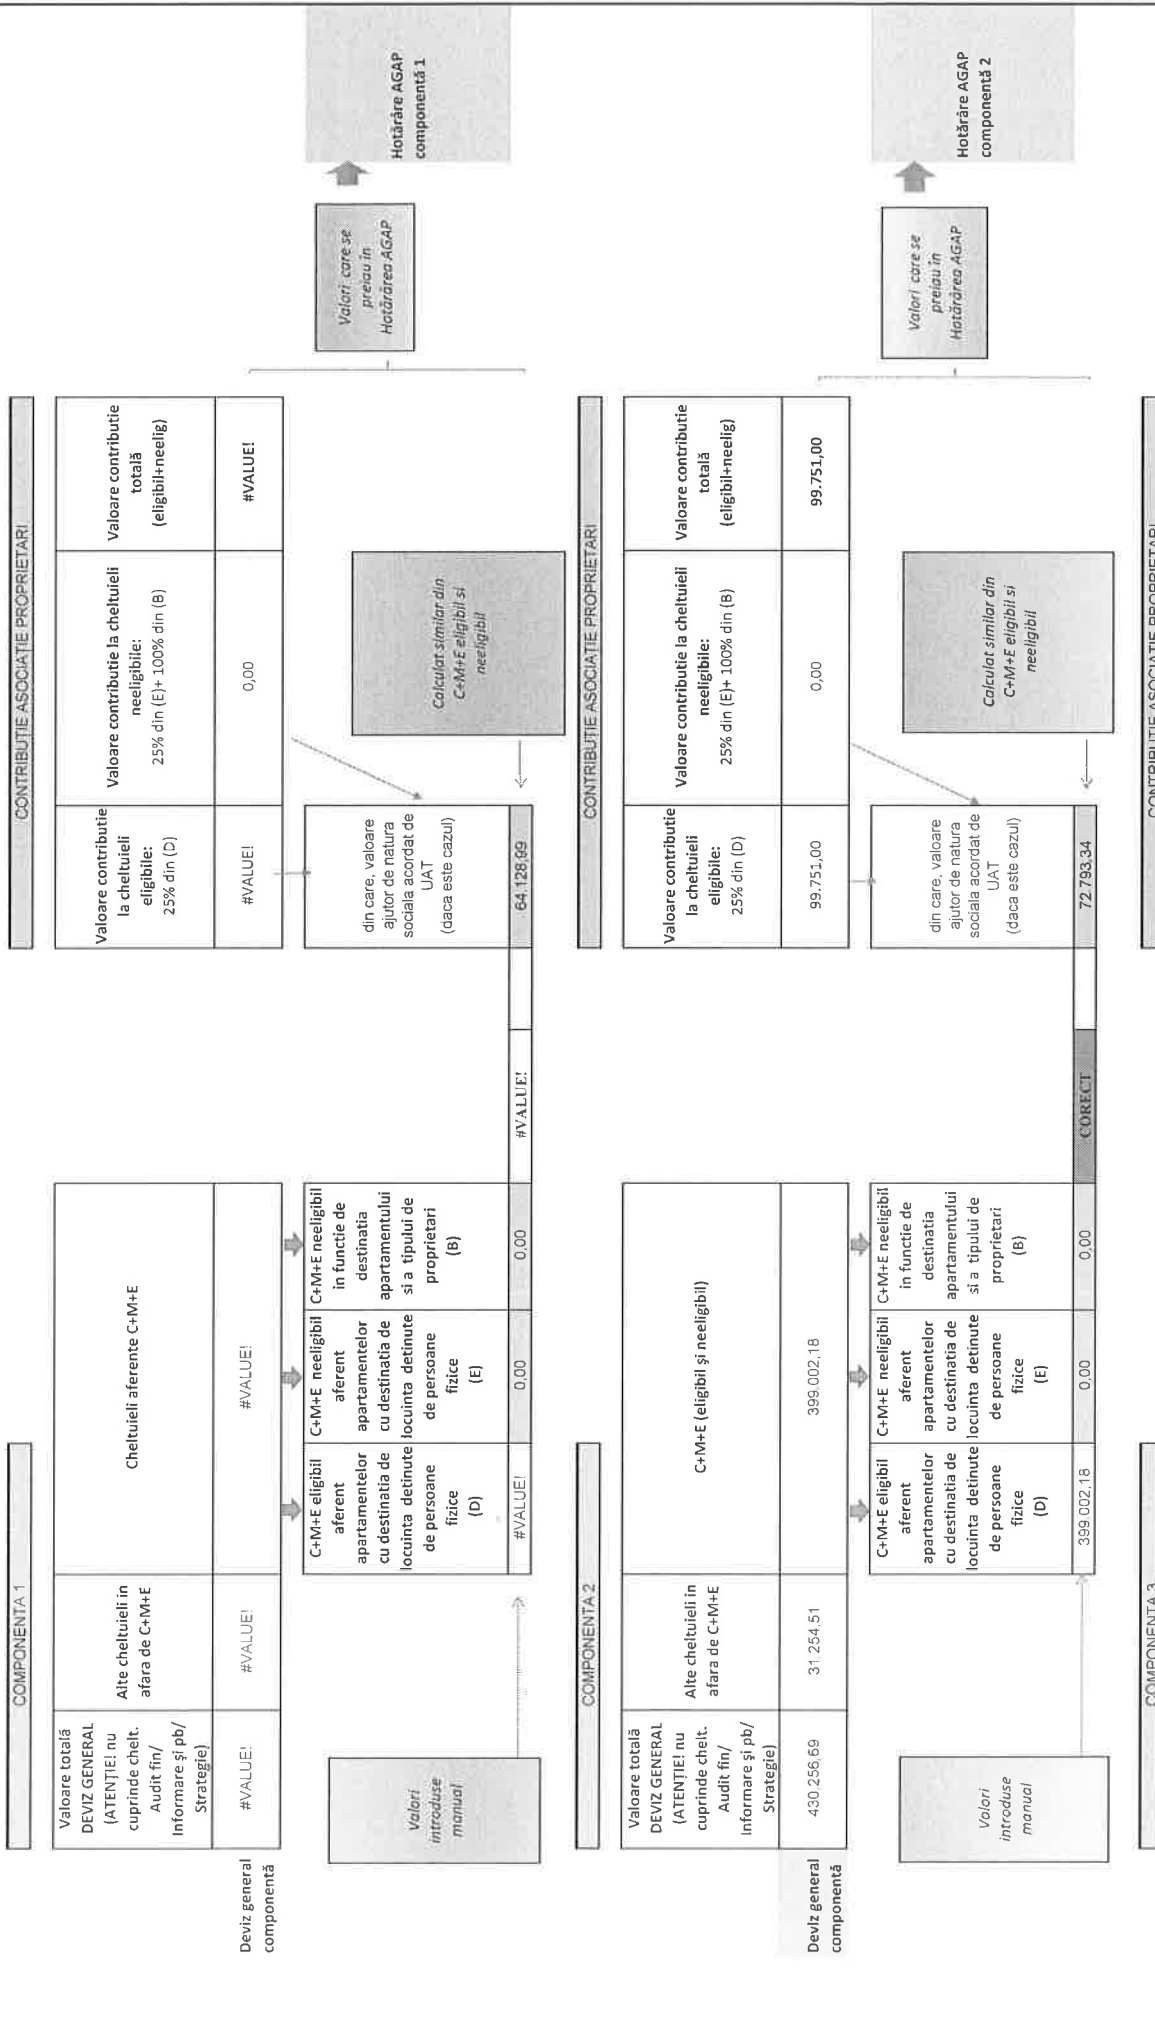 COMPONENTA 1
CONTRIBUTIE ASOCIATIE PROPRIETARI
Valoare totală
DEVIZ GENERAL
(ATENȚIE! nu
cuprinde chelt.
Audit fin/
Informare și pb/
Strategie)
Alte cheltuieli in
afara de C+M+E
Cheltuieli aferente C+M+E
Valoare contributie
la cheltuieli
eligibile:
25% din (D)
Valoare contributie la cheltuieli
neeligibile:
25% din (E)+ 100% din (B)
Valoare contributie
totală
(eligibil+neelig)
Deviz general
componentă
#VALUE!
#VALUE!
#VALUE!
#VALUE!
0,00
#VALUE!
Valori
introduse
manual
C+M+E eligibil
aferent
apartamentelor
cu destinatia de
locuinta detinute
de persoane
fizice
(D)
C+M+E neeligibil
aferent
apartamentelor
cu destinatia de
locuinta detinute
de persoane
fizice
(E)
C+M+E neeligibil
in functie de
destinatia
apartamentului
si a tipului de
proprietari
(B)
din care, valoare
ajutor de natura
sociala acordat de
UAT
(daca este cazul)
Calculat similar din
C+M+E eligibil si
neeligibil
Valori care se
preiau in
Hotărârea AGAP
Hotărâre AGAP
componentă 1
#VALUE!
0,00
0,00
#VALUE!
64.128,99
COMPONENTA 2
CONTRIBUTIE ASOCIATIE PROPRIETARI
Valoare totală
DEVIZ GENERAL
(ATENȚIE! nu
cuprinde chelt.
Audit fin/
Informare și pb/
Strategie)
Alte cheltuieli in
afara de C+M+E
C+M+E (eligibil și neeligibil)
Valoare contributie
la cheltuieli
eligibile:
25% din (D)
Valoare contributie la cheltuieli
neeligibile:
25% din (E)+ 100% din (B)
Valoare contributie
totală
(eligibil+neelig)
Deviz general
componentă
430.256,69
31.254,51
399.002,18
99.751,00
0,00
99.751,00
Valori
introduse
manual
C+M+E eligibil
aferent
apartamentelor
cu destinatia de
locuinta detinute
de persoane
fizice
(D)
C+M+E neeligibil
aferent
apartamentelor
cu destinatia de
locuinta detinute
de persoane
fizice
(E)
C+M+E neeligibil
in functie de
destinatia
apartamentului
si a tipului de
proprietari
(B)
din care, valoare
ajutor de natura
sociala acordat de
UAT
(daca este cazul)
Calculat similar din
C+M+E eligibil si
neeligibil
Valori care se
preiau in
Hotărârea AGAP
Hotărâre AGAP
componentă 2
399.002,18
0,00
0,00
CORECT
72.793,34
COMPONENTA 3
CONTRIBUTIE ASOCIATIE PROPRIETARI